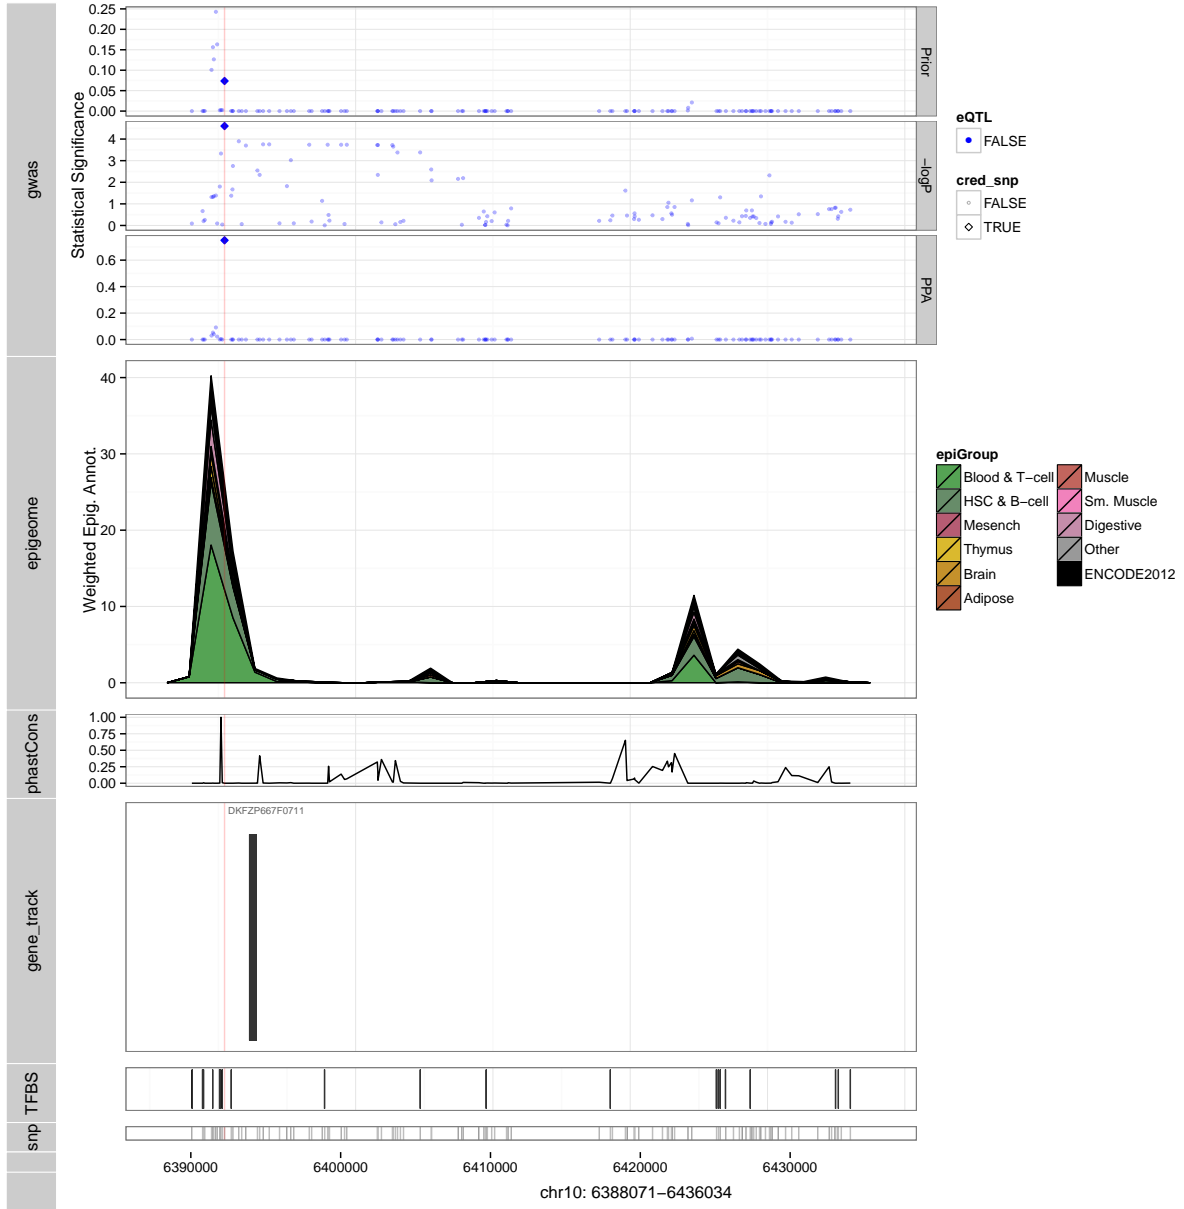 gwas
Statistical Significance
0.25
0.20
0.15
0.10
0.05
0.00
Prior
4
3
2
1
0
−logP
0.6
0.4
0.2
0.0
PPA
eQTL
FALSE
cred_snp
FALSE
TRUE
epigeome
Weighted Epig. Annot.
40
30
20
10
0
epiGroup
Blood & T−cell
HSC & B−cell
Mesench
Thymus
Brain
Adipose
Muscle
Sm. Muscle
Digestive
Other
ENCODE2012
phastCons
1.00
0.75
0.50
0.25
0.00
gene_track
DKFZP667F0711
TFBS
snp
6390000 6400000 6410000 6420000 6430000
chr10: 6388071−6436034